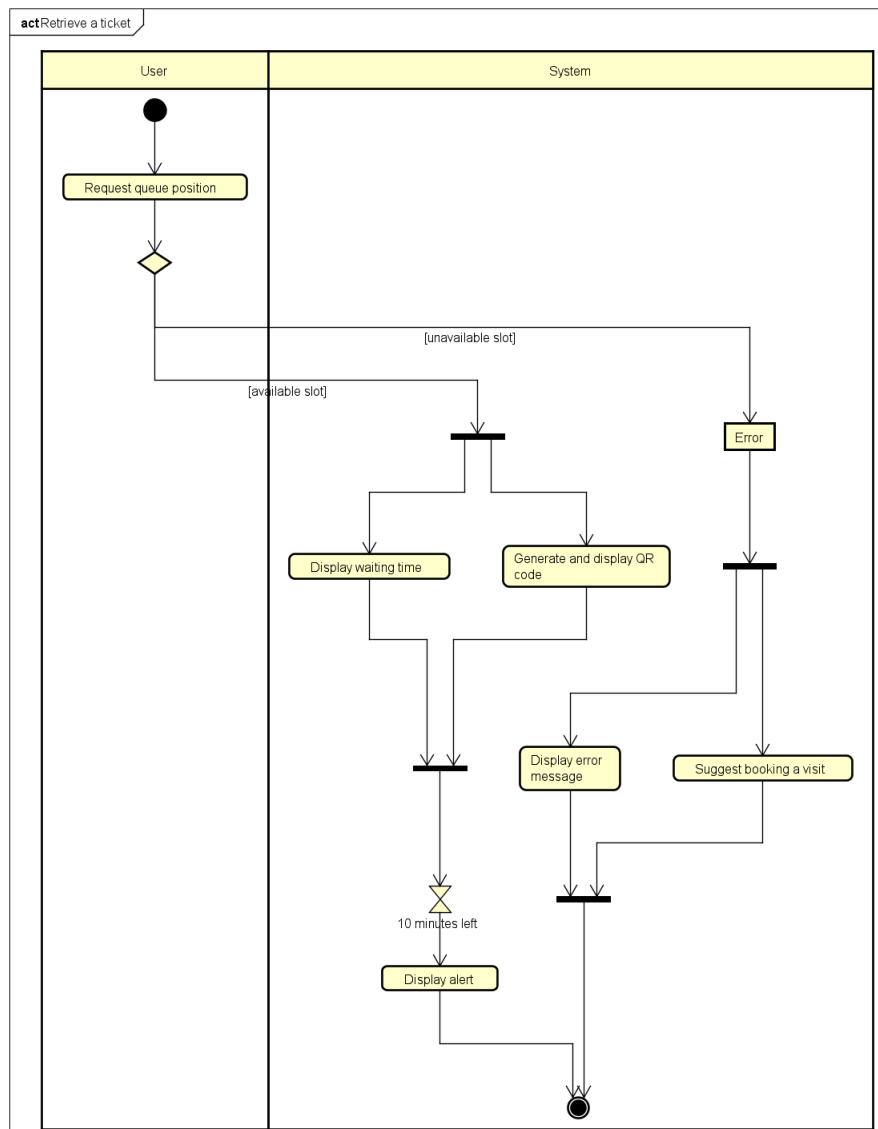 act Retrieve a ticket
User
System
Request queue position
[unavailable slot]
[available slot]
Error
Display waiting time
Generate and display QR
code
Display error
message
Suggest booking a visit
10 minutes left
Display alert